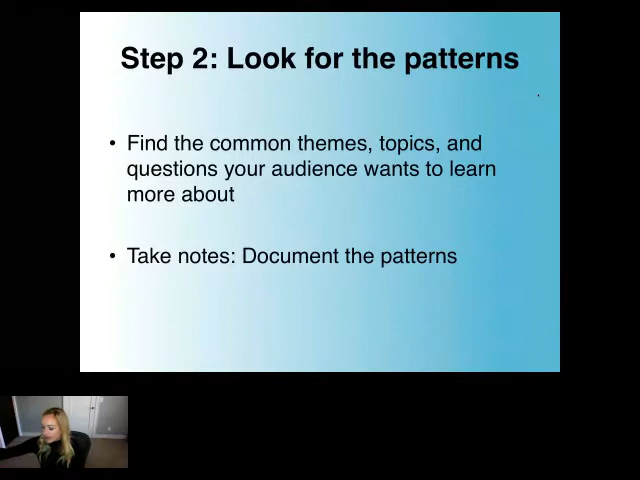 Step 2: Look for the patterns
• Find the common themes, topics, and
questions your audience wants to learn
more about
• Take notes: Document the patterns